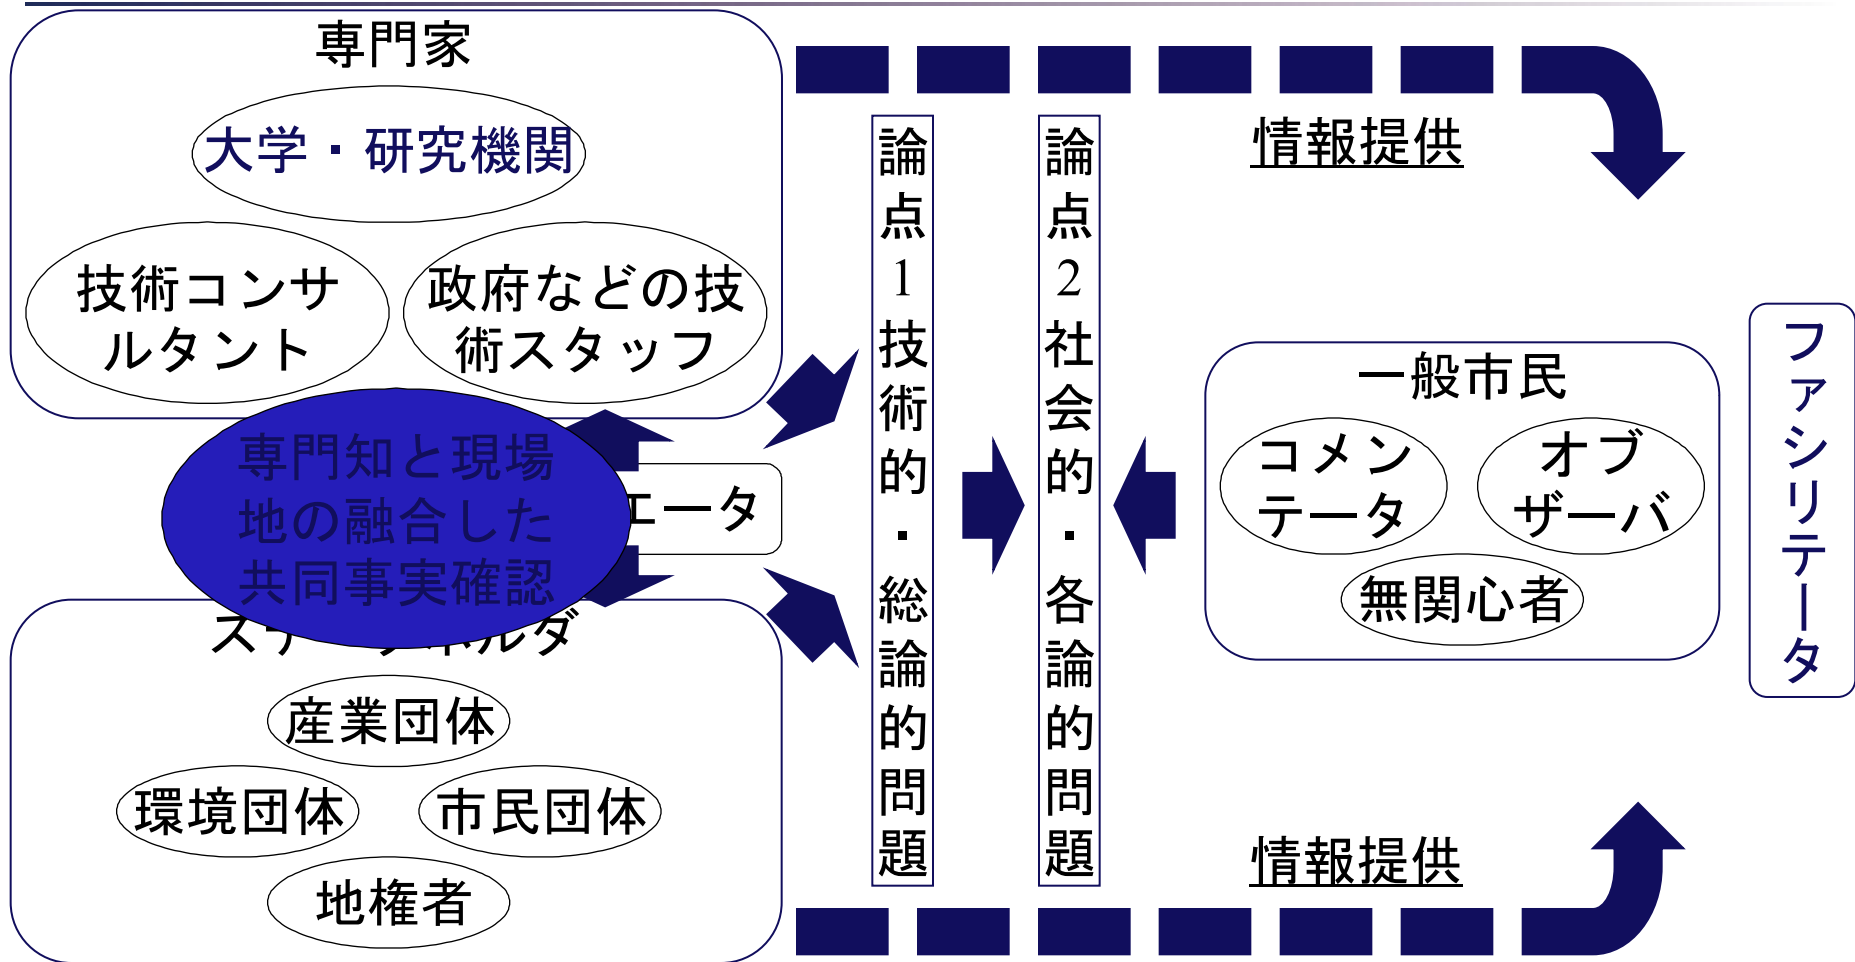 専門家
大学・研究機関
技術コンサ
ルタント
政府などの技
術スタッフ
専門知と現場
地の融合した
共同事実確認
エータ
産業団体
環境団体
市民団体
地権者
論点1技術的・総論的問題
論点2社会的・各論的問題
情報提供
一般市民
コメン
テータ
オブ
ザーバ
無関心者
情報提供
ファシリテータ